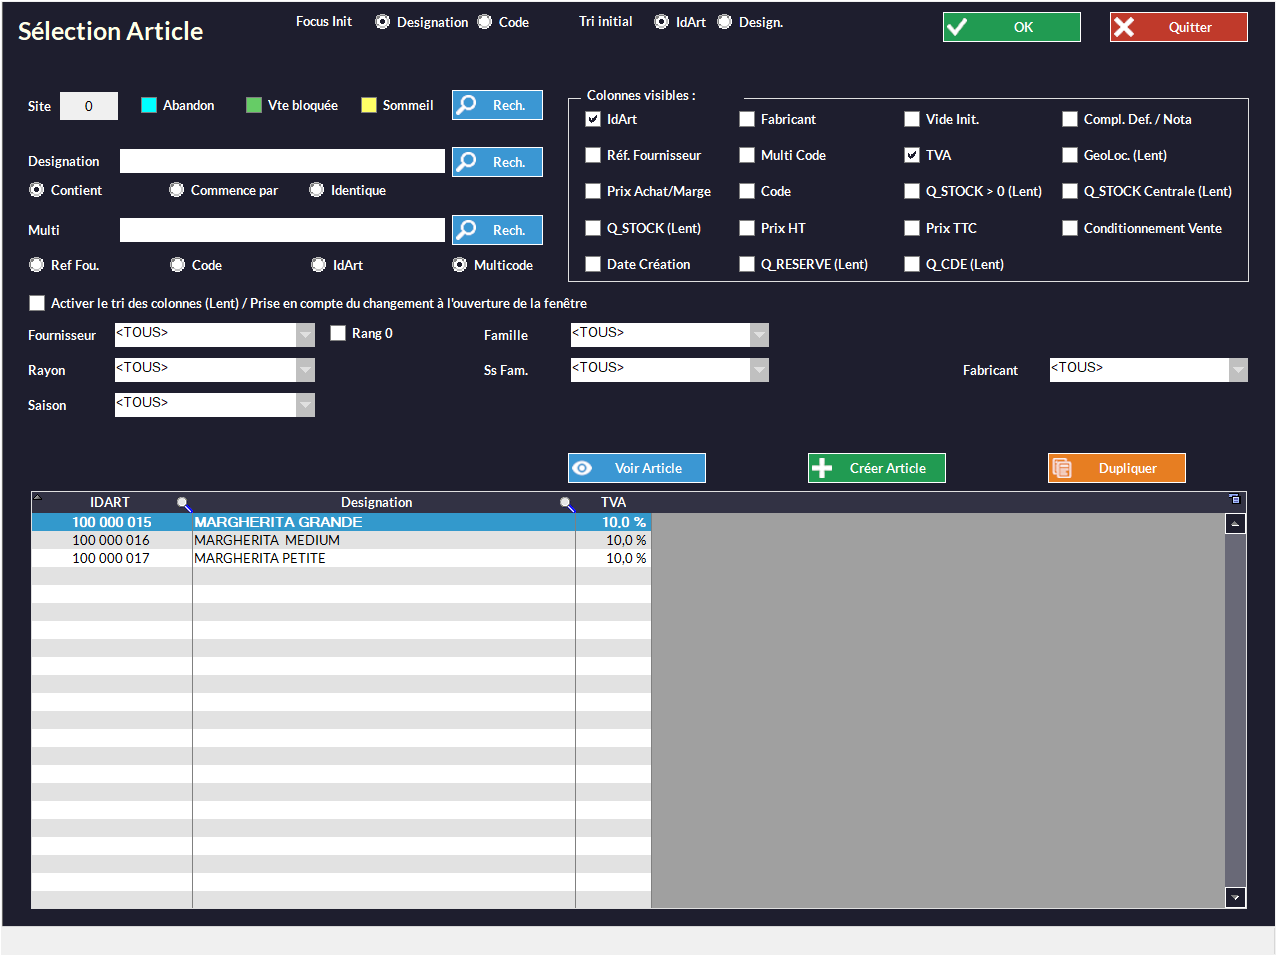 Sélection Article
Focus Init Designation Code Tri initial IdArt Design. OK Quitter
Site 0 Abandon Vte bloquée Sommeil Rech.
Designation Rech.
Contient Commence par Identique
Multi Rech.
Ref Fou. Code IdArt Multicode
Colonnes visibles :
IdArt Fabricant Vide Init. Compl. Def. / Nota
Réf. Fournisseur Multi Code TVA GeoLoc. (Lent)
Prix Achat/Marge Code Q_STOCK > 0 (Lent) Q_STOCK Centrale (Lent)
Q_STOCK (Lent) Prix HT Prix TTC Conditionnement Vente
Date Création Q_RESERVE (Lent) Q_CDE (Lent)
Activer le tri des colonnes (Lent) / Prise en compte du changement à l'ouverture de la fenêtre
Fournisseur <TOUS> Rang 0 Famille <TOUS>
Rayon <TOUS> Ss Fam. <TOUS> Fabricant <TOUS>
Saison <TOUS>
Voir Article Créer Article Dupliquer
IDART Designation TVA
100 000 015 MARGHERITA GRANDE 10,0 %
100 000 016 MARGHERITA  MEDIUM 10,0 %
100 000 017 MARGHERITA PETITE 10,0 %